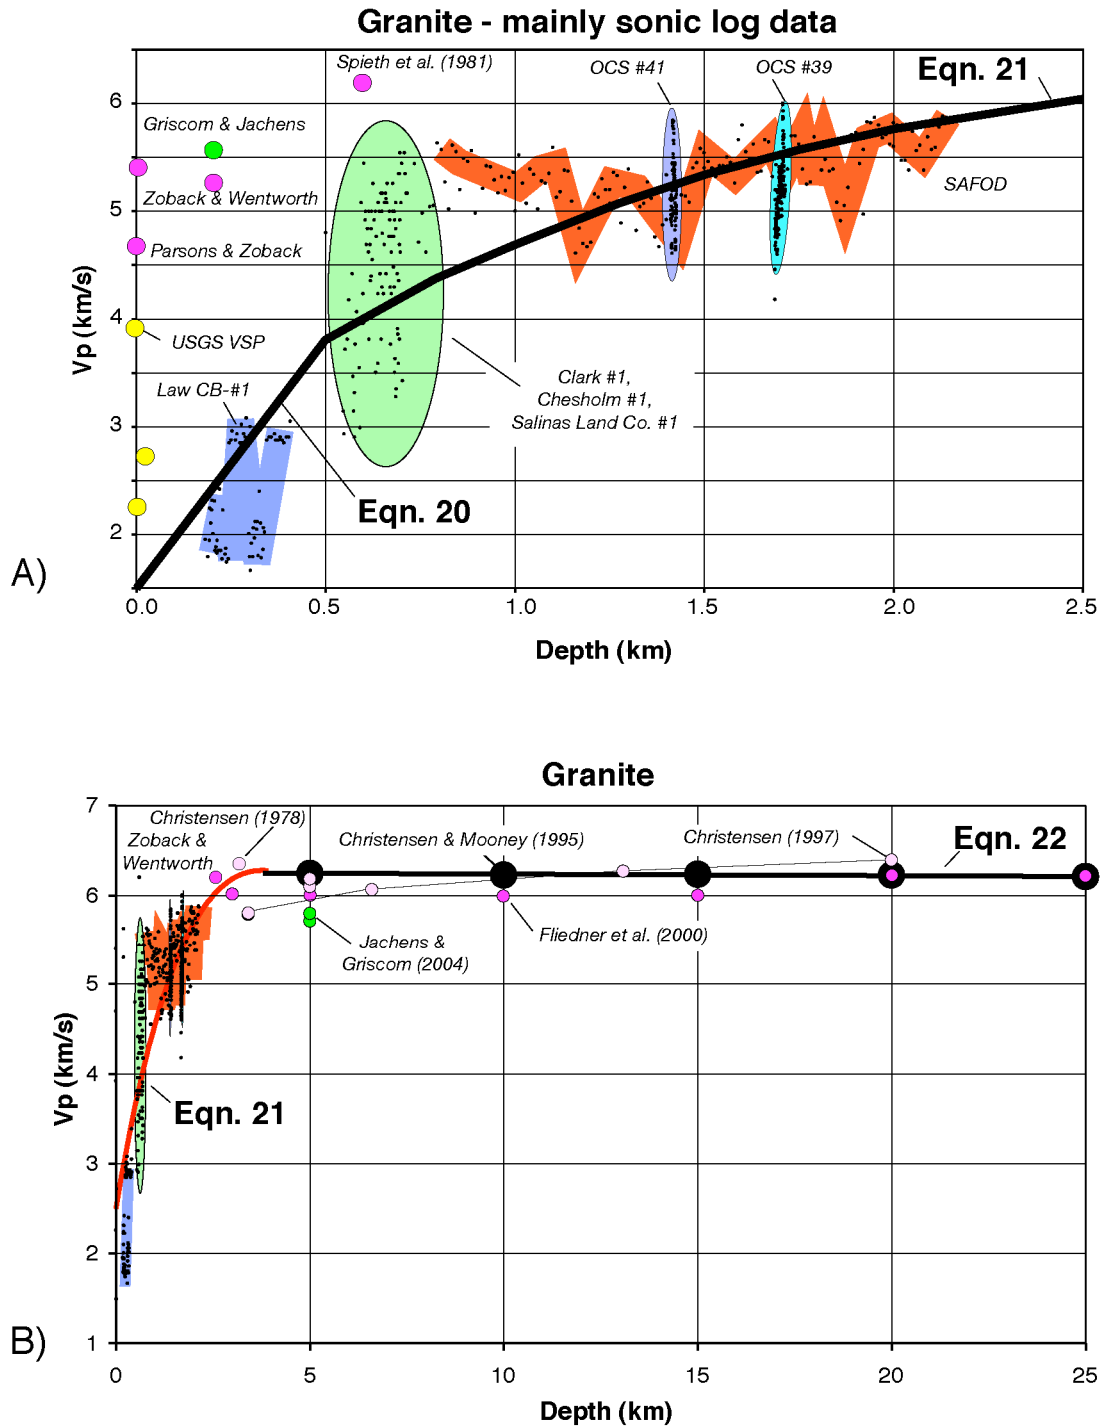 Granite - mainly sonic log data
Spieth et al. (1981)
OCS #41
OCS #39
Eqn. 21
6
Griscom & Jachens
Zoback & Wentworth
SAFOD
5
Parsons & Zoback
4
USGS VSP
Law CB-#1
Clark #1,
Chesholm #1,
Salinas Land Co. #1
3
Eqn. 20
2
Vp (km/s)
A)
0.0
0.5
1.0
1.5
2.0
2.5
Depth (km)
Granite
7
Christensen (1978)
Zoback &
Wentworth
Christensen & Mooney (1995)
Christensen (1997)
Eqn. 22
6
Jachens &
Griscom (2004)
Fliedner et al. (2000)
5
4
Eqn. 21
3
2
1
Vp (km/s)
B)
0
5
10
15
20
25
Depth (km)